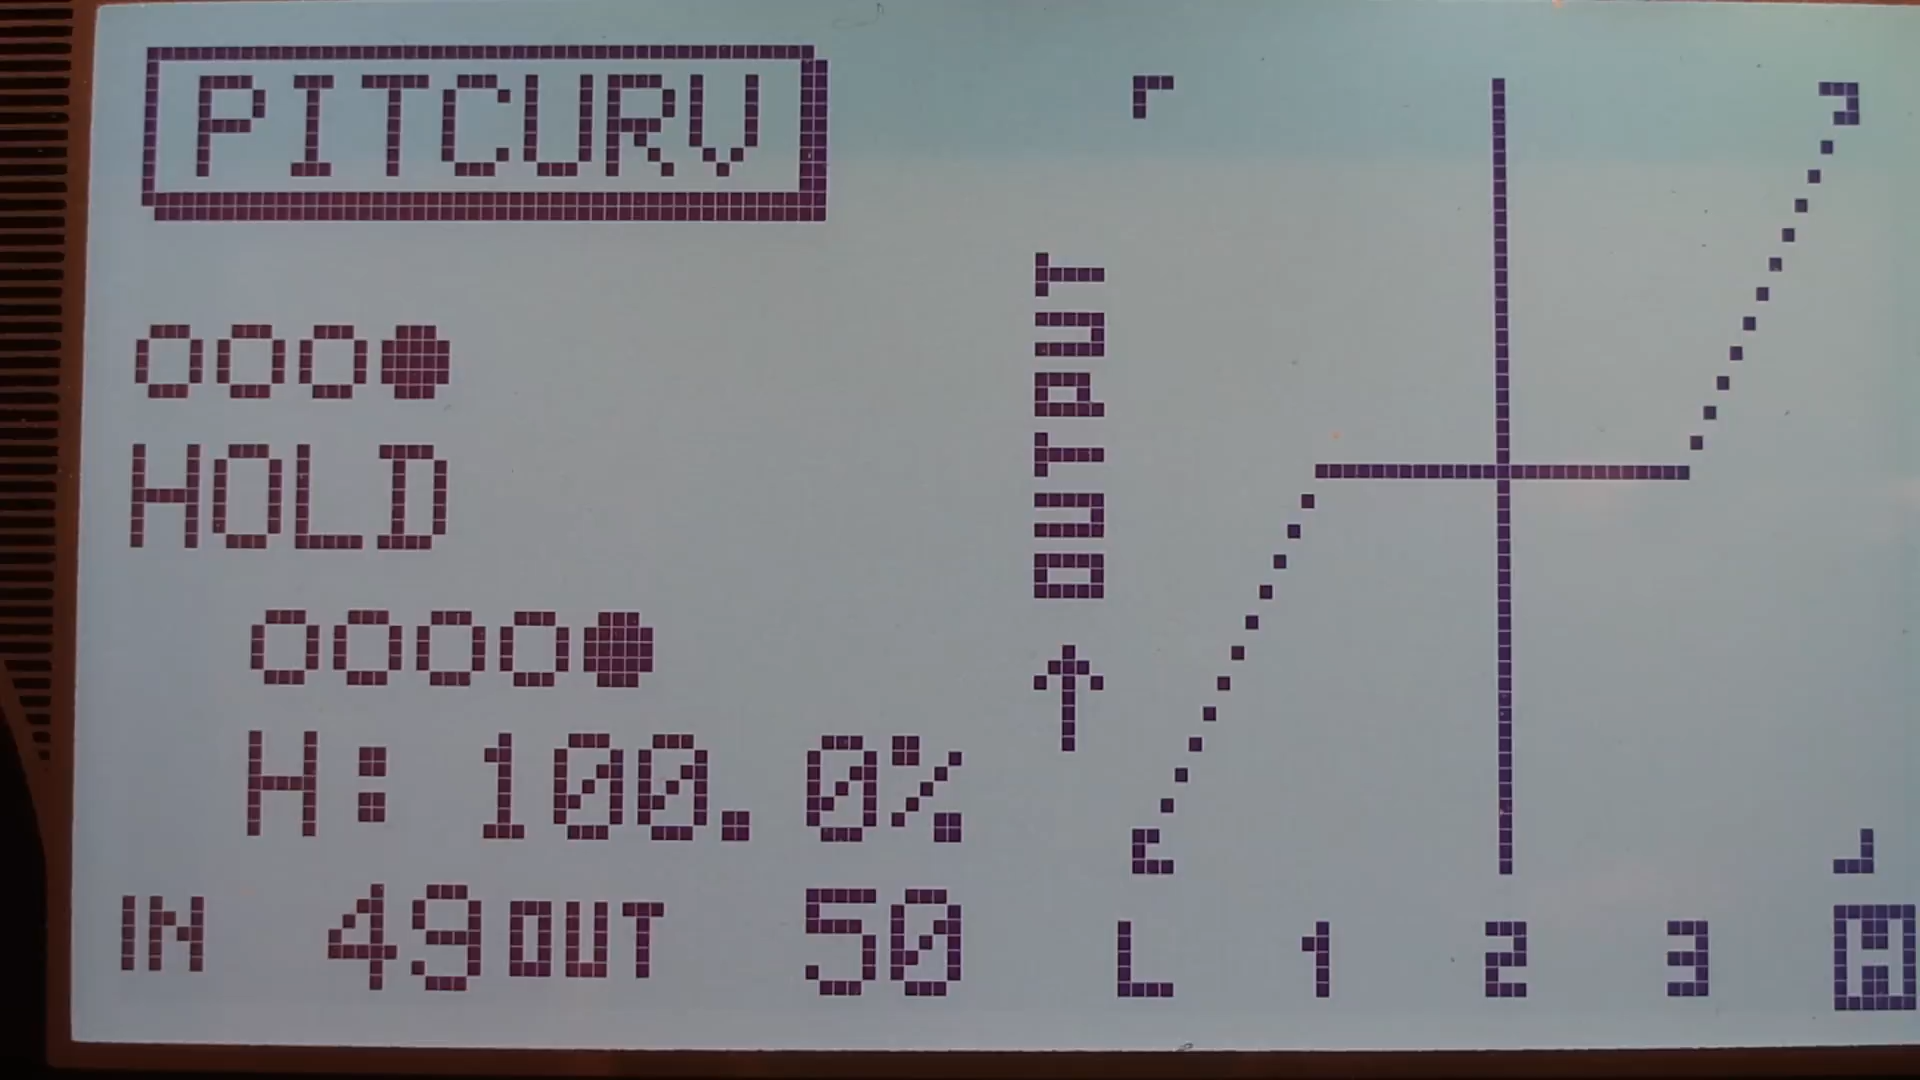 PITCURV
HOLD
H: 100.0%
IN 49 OUT 50
OUTPUT
L 1 2 3 H